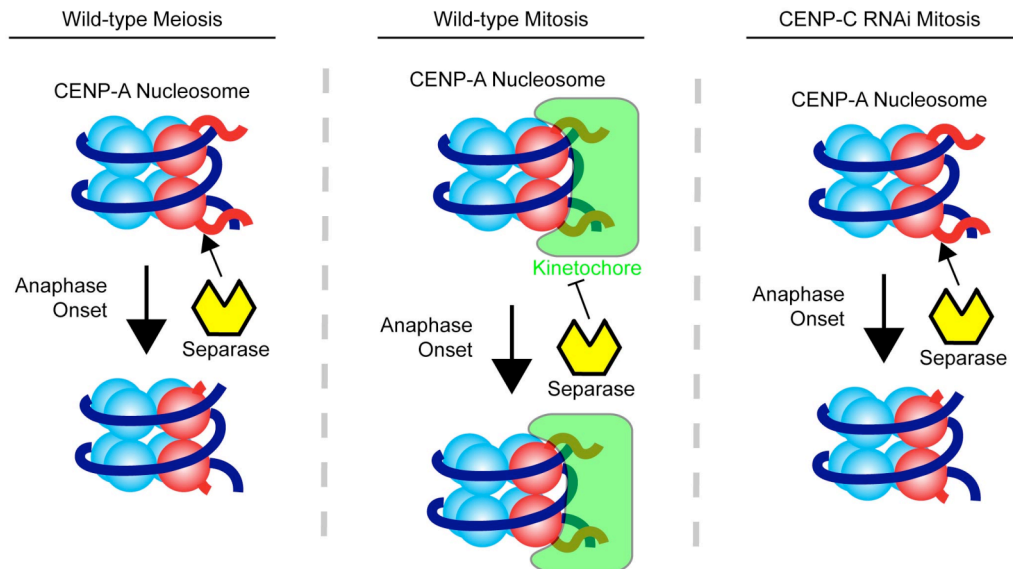 Wild-type Meiosis
CENP-A Nucleosome
Anaphase
Onset
Separase
Wild-type Mitosis
CENP-A Nucleosome
Kinetochore
Anaphase
Onset
Separase
CENP-C RNAi Mitosis
CENP-A Nucleosome
Anaphase
Onset
Separase